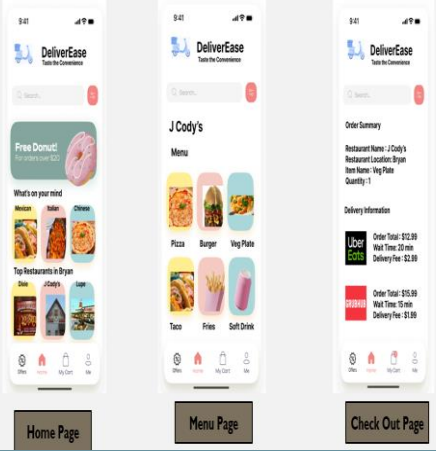 9:41
DeliverEase
Taste the Convenience
Search..
Free Donut!
For orders over $20
What's on your mind
Mexican Italian Chinese
Top Restaurants in Bryan
Dixie J Cody's Lupe
Offers Home My Cart Me
Home Page
9:41
DeliverEase
Taste the Convenience
Search..
J Cody's
Menu
Pizza Burger Veg Plate
Taco Fries Soft Drink
Offers Home My Cart Me
Menu Page
9:41
DeliverEase
Taste the Convenience
Search..
Order Summary
Restaurant Name : J Cody's
Restaurant Location: Bryan
Item Name : Veg Plate
Quantity : 1
Delivery Information
Uber Eats
Order Total : $12.99
Wait Time: 20 min
Delivery Fee : $2.99
GRUBHUB
Order Total : $15.99
Wait Time: 15 min
Delivery Fee : $1.99
Offers Home My Cart Me
Check Out Page